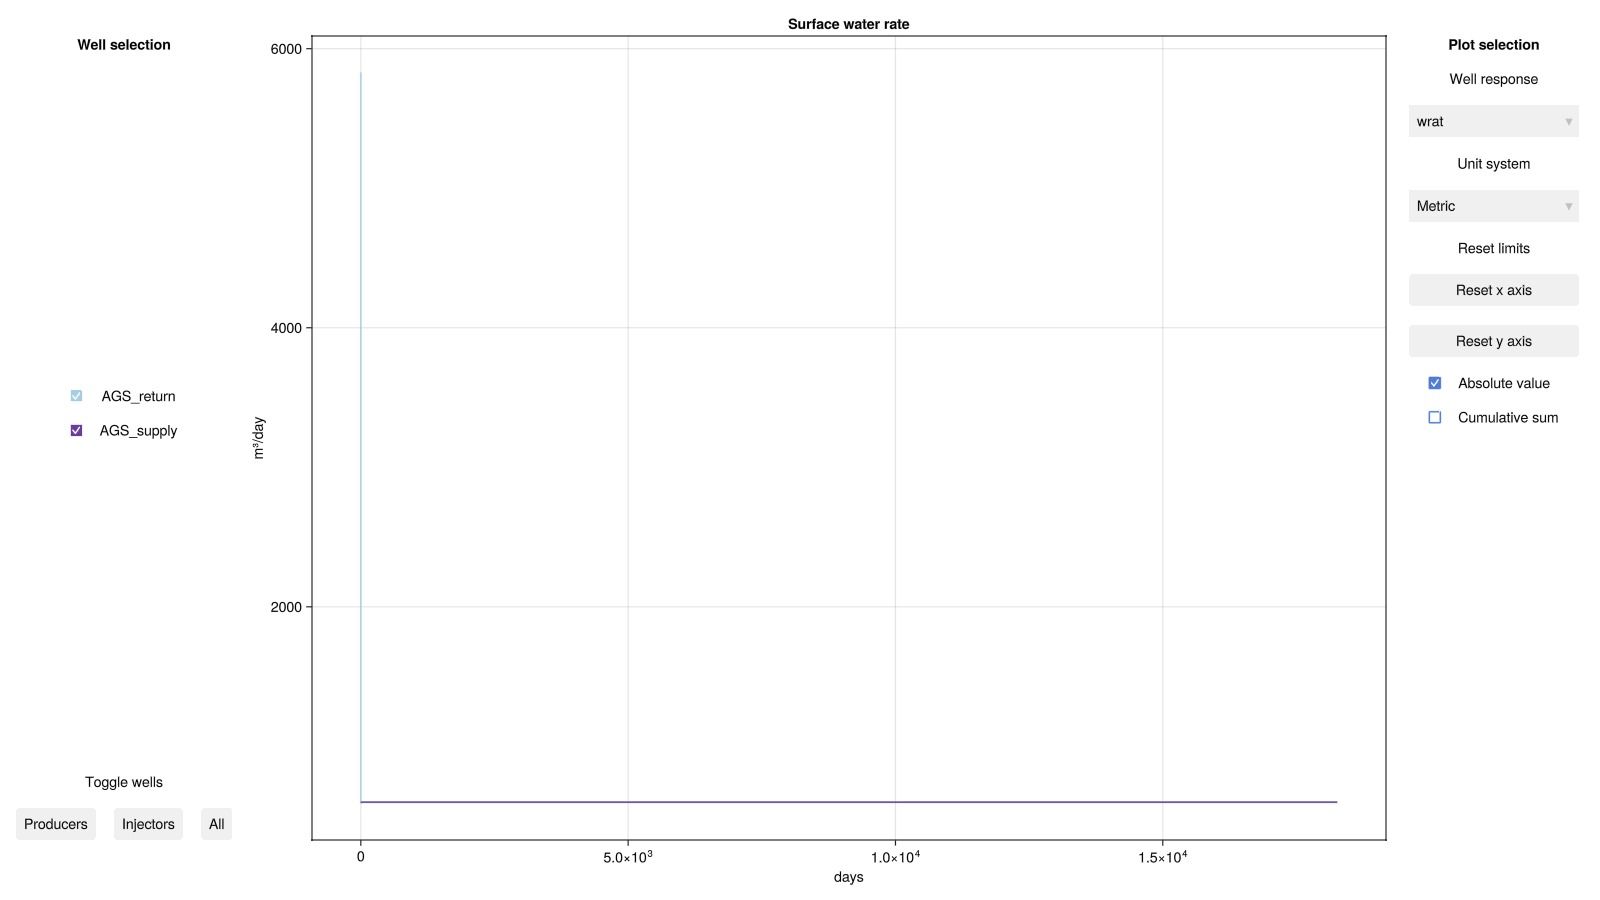 Well selection
AGS_return
AGS_supply
Toggle wells
Producers
Injectors
All
Surface water rate
6000
4000
2000
m³/day
0
5.0×10³
1.0×10⁴
1.5×10⁴
days
Plot selection
Well response
wrat
Unit system
Metric
Reset limits
Reset x axis
Reset y axis
Absolute value
Cumulative sum